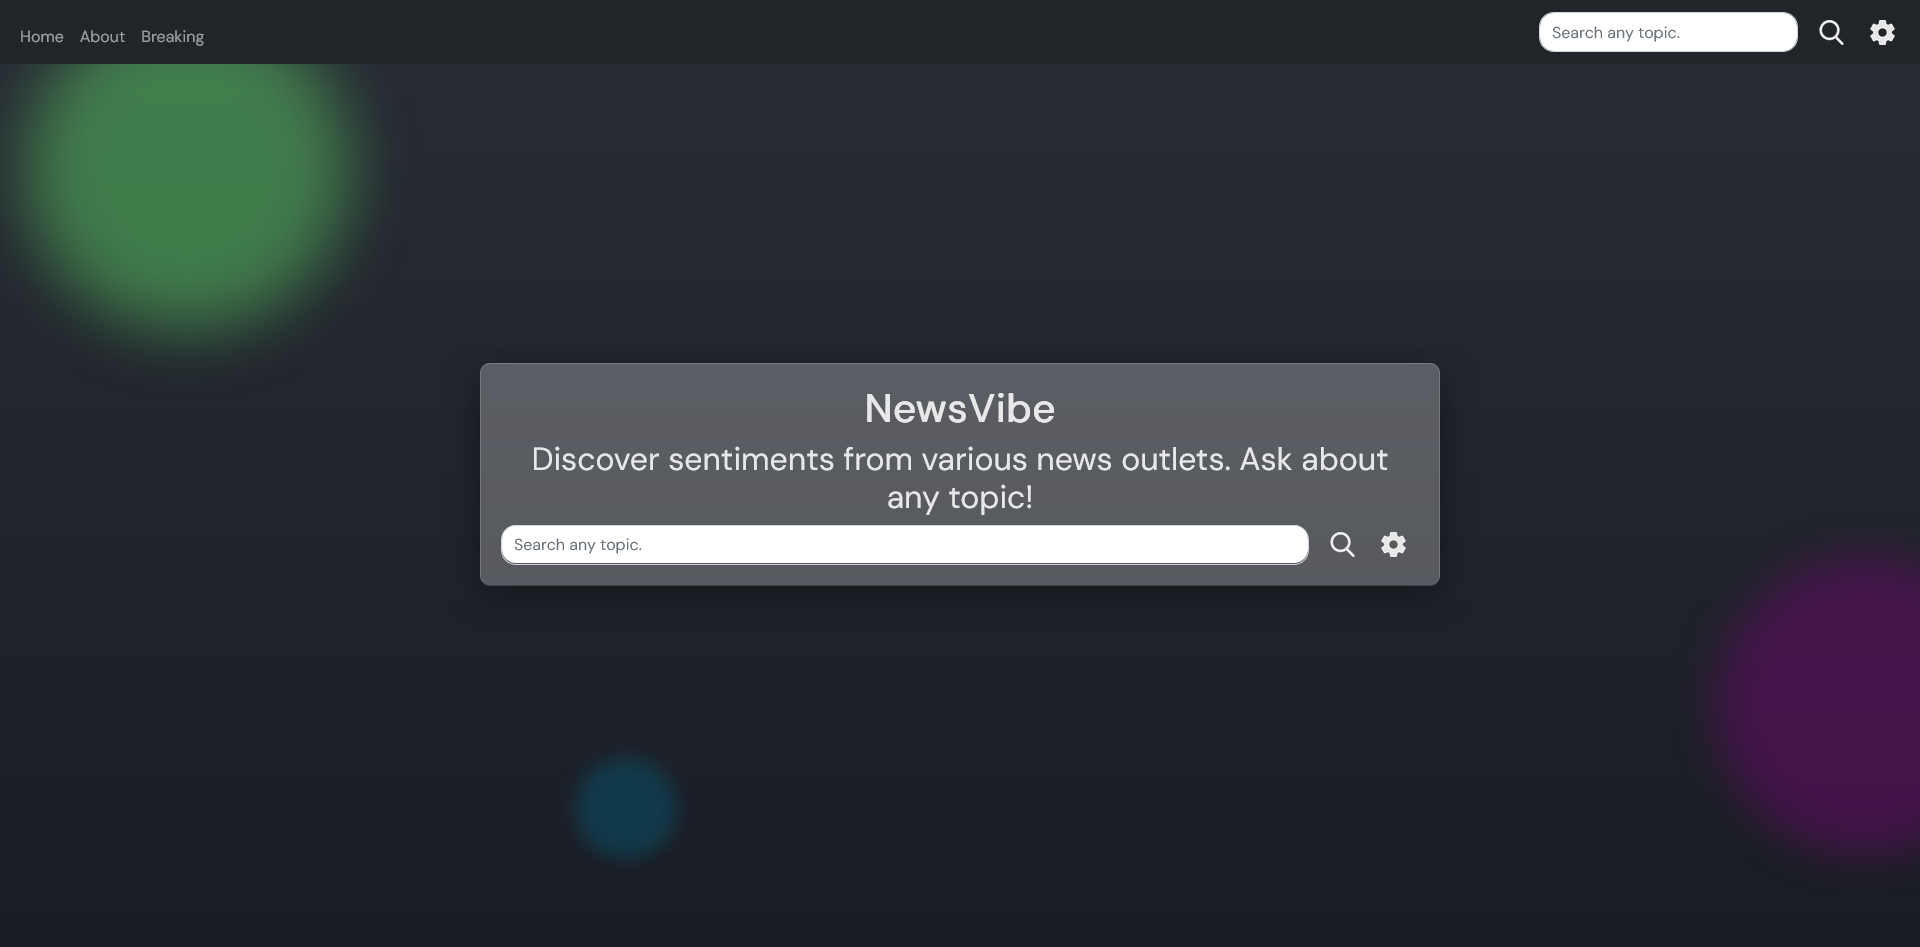 Home About Breaking Search any topic.
NewsVibe
Discover sentiments from various news outlets. Ask about
any topic!
Search any topic.